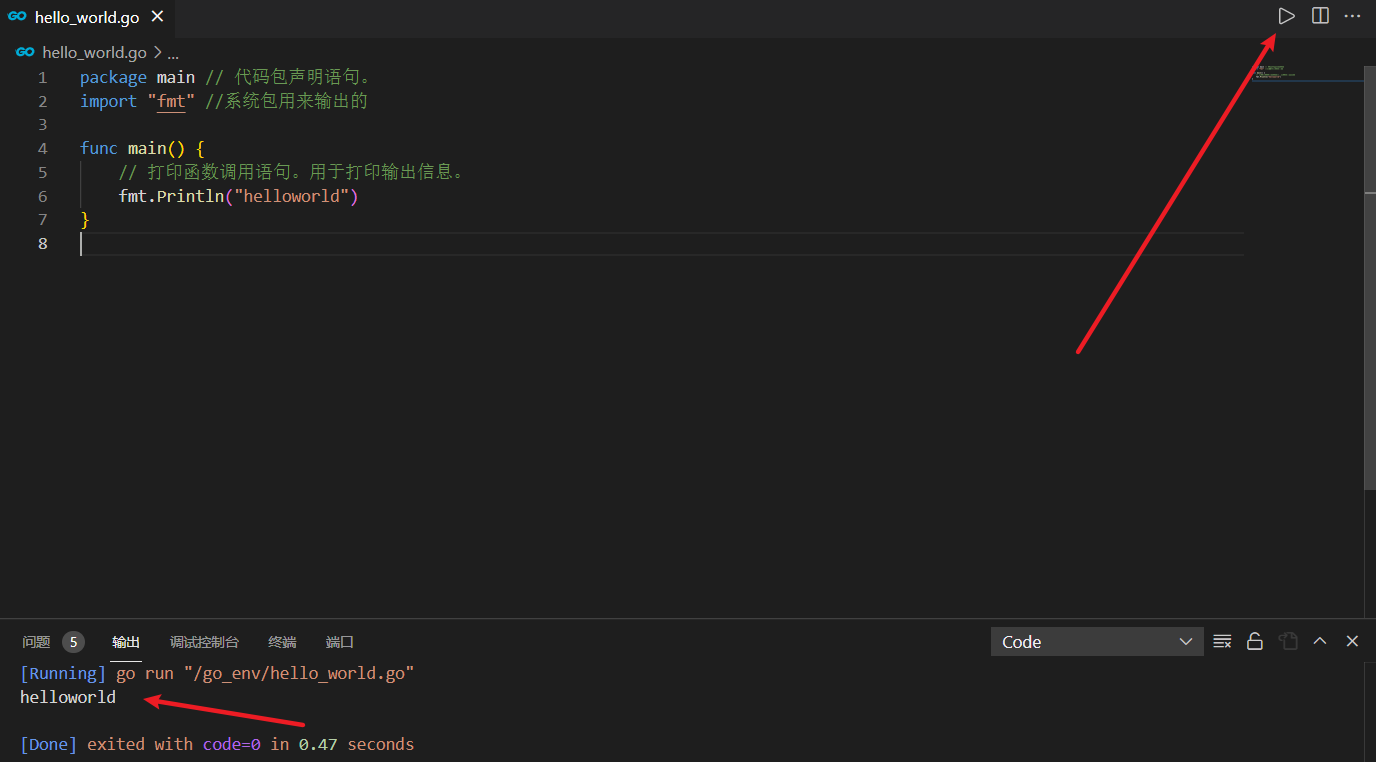 GO hello_world.go
GO hello_world.go > ...
1 package main // 代码包声明语句。
2 import "fmt" //系统包用来输出的
3
4 func main() {
5 // 打印函数调用语句。用于打印输出信息。
6 fmt.Println("helloworld")
7 }
8
问题 5 输出 调试控制台 终端 端口 Code
[Running] go run "/go_env/hello_world.go"
helloworld
[Done] exited with code=0 in 0.47 seconds